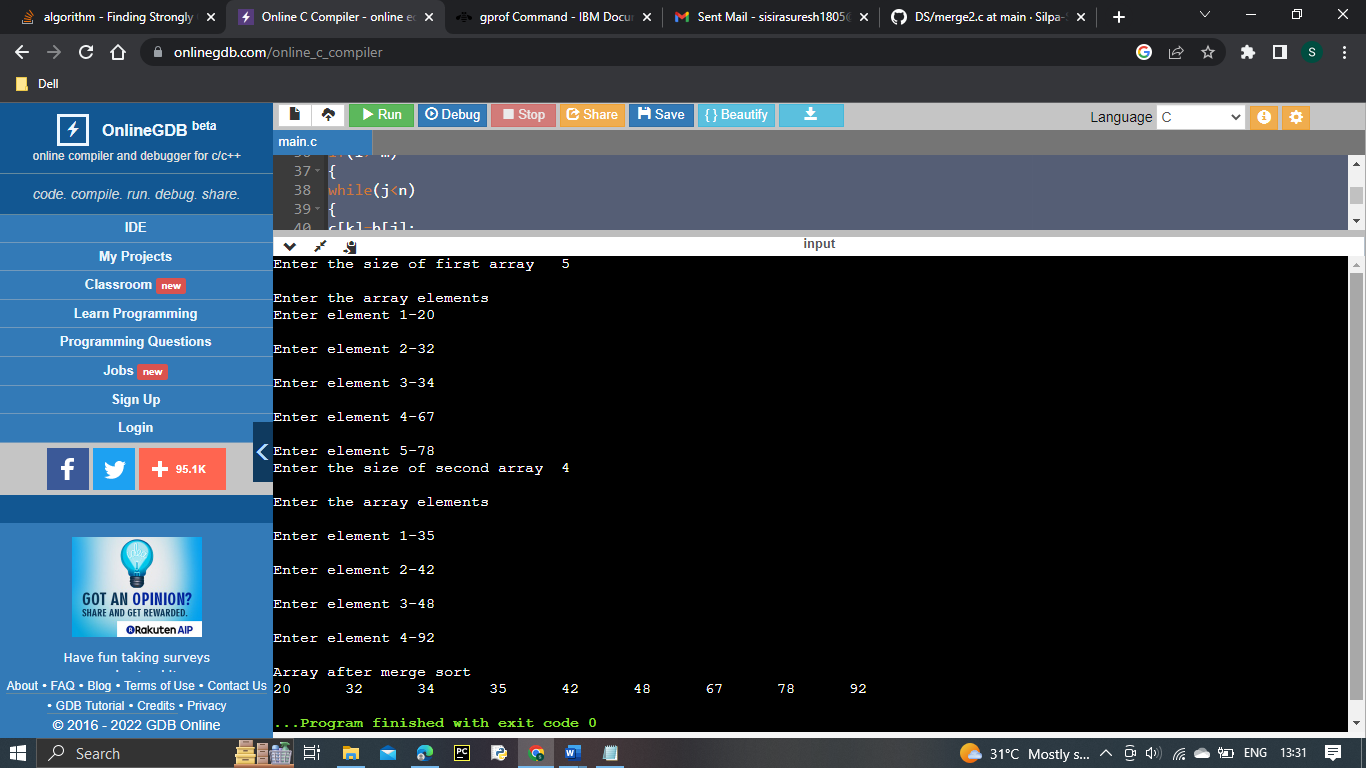 algorithm - Finding Strongly
Online C Compiler - online e
gprof Command - IBM Docu
Sent Mail - sisirasuresh1805
DS/merge2.c at main · Silpa-
onlinegdb.com/online_c_compiler
S
Dell
OnlineGDB beta
online compiler and debugger for c/c++
code. compile. run. debug. share.
IDE
My Projects
Classroom new
Learn Programming
Programming Questions
Jobs new
Sign Up
Login
f
95.1K
GOT AN OPINION?
SHARE AND GET REWARDED.
Rakuten AIP
Have fun taking surveys
About • FAQ • Blog • Terms of Use • Contact Us
• GDB Tutorial • Credits • Privacy
© 2016 - 2022 GDB Online
Run
Debug
Stop
Share
Save
{ } Beautify
Language C
main.c
37 {
38 while(j<n)
39 {
40 c[k]=b[j];
input
Enter the size of first array 5
Enter the array elements
Enter element 1-20
Enter element 2-32
Enter element 3-34
Enter element 4-67
Enter element 5-78
Enter the size of second array 4
Enter the array elements
Enter element 1-35
Enter element 2-42
Enter element 3-48
Enter element 4-92
Array after merge sort
20 32 34 35 42 48 67 78 92
...Program finished with exit code 0
Search
PC
W
31°C Mostly s...
ENG
13:31